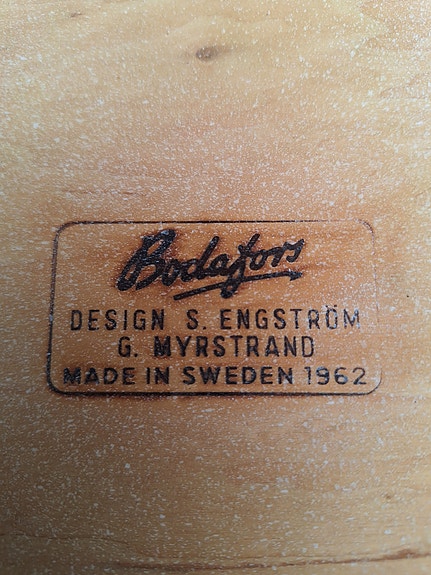 Bodafors
DESIGN S. ENGSTRÖM
G. MYRSTRAND
MADE IN SWEDEN 1962